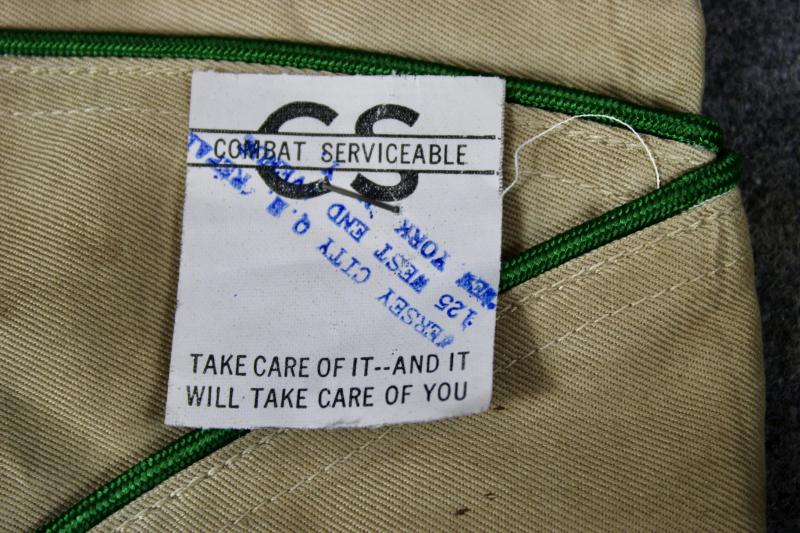 CS
COMBAT SERVICEABLE
JERSEY CITY Q.M. REPAI
125 WEST END
NEW YORK
TAKE CARE OF IT--AND IT
WILL TAKE CARE OF YOU